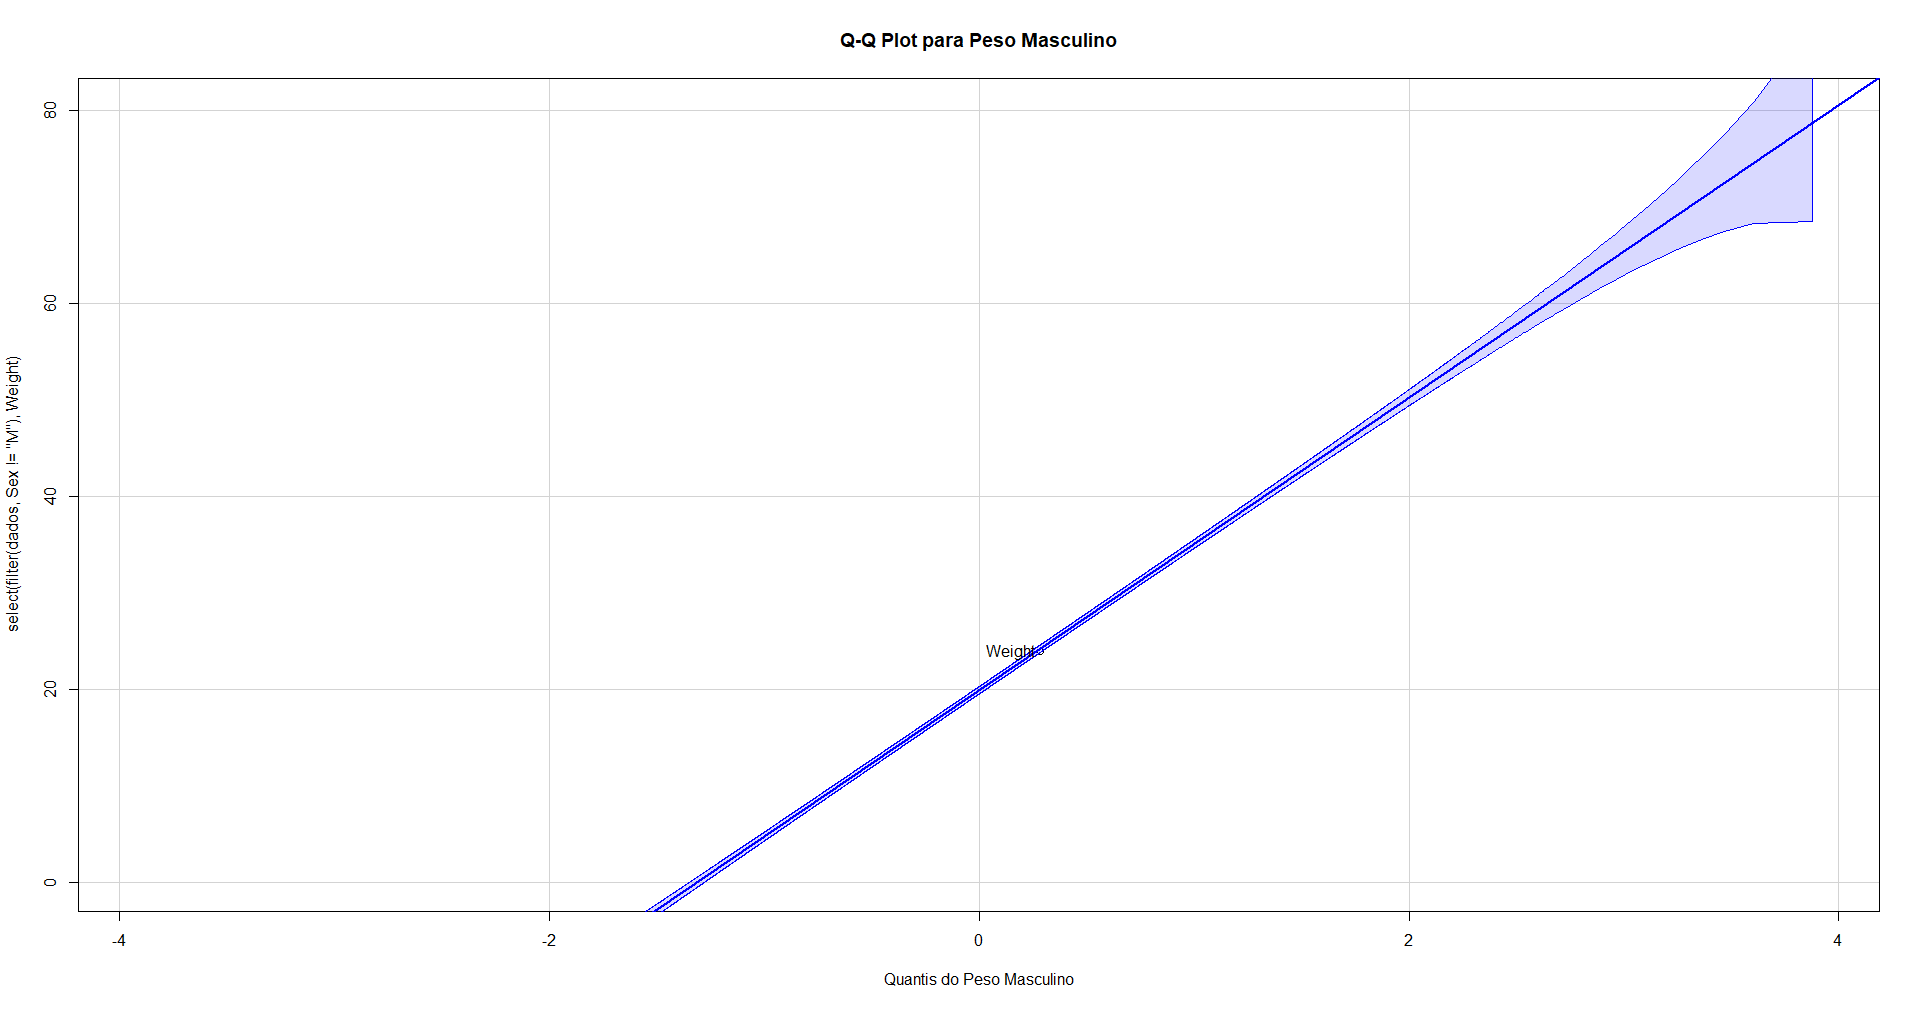 Q-Q Plot para Peso Masculino
select(filter(dados, Sex != "M"), Weight)
80
60
40
20
0
Weight
-4
-2
0
2
4
Quantis do Peso Masculino